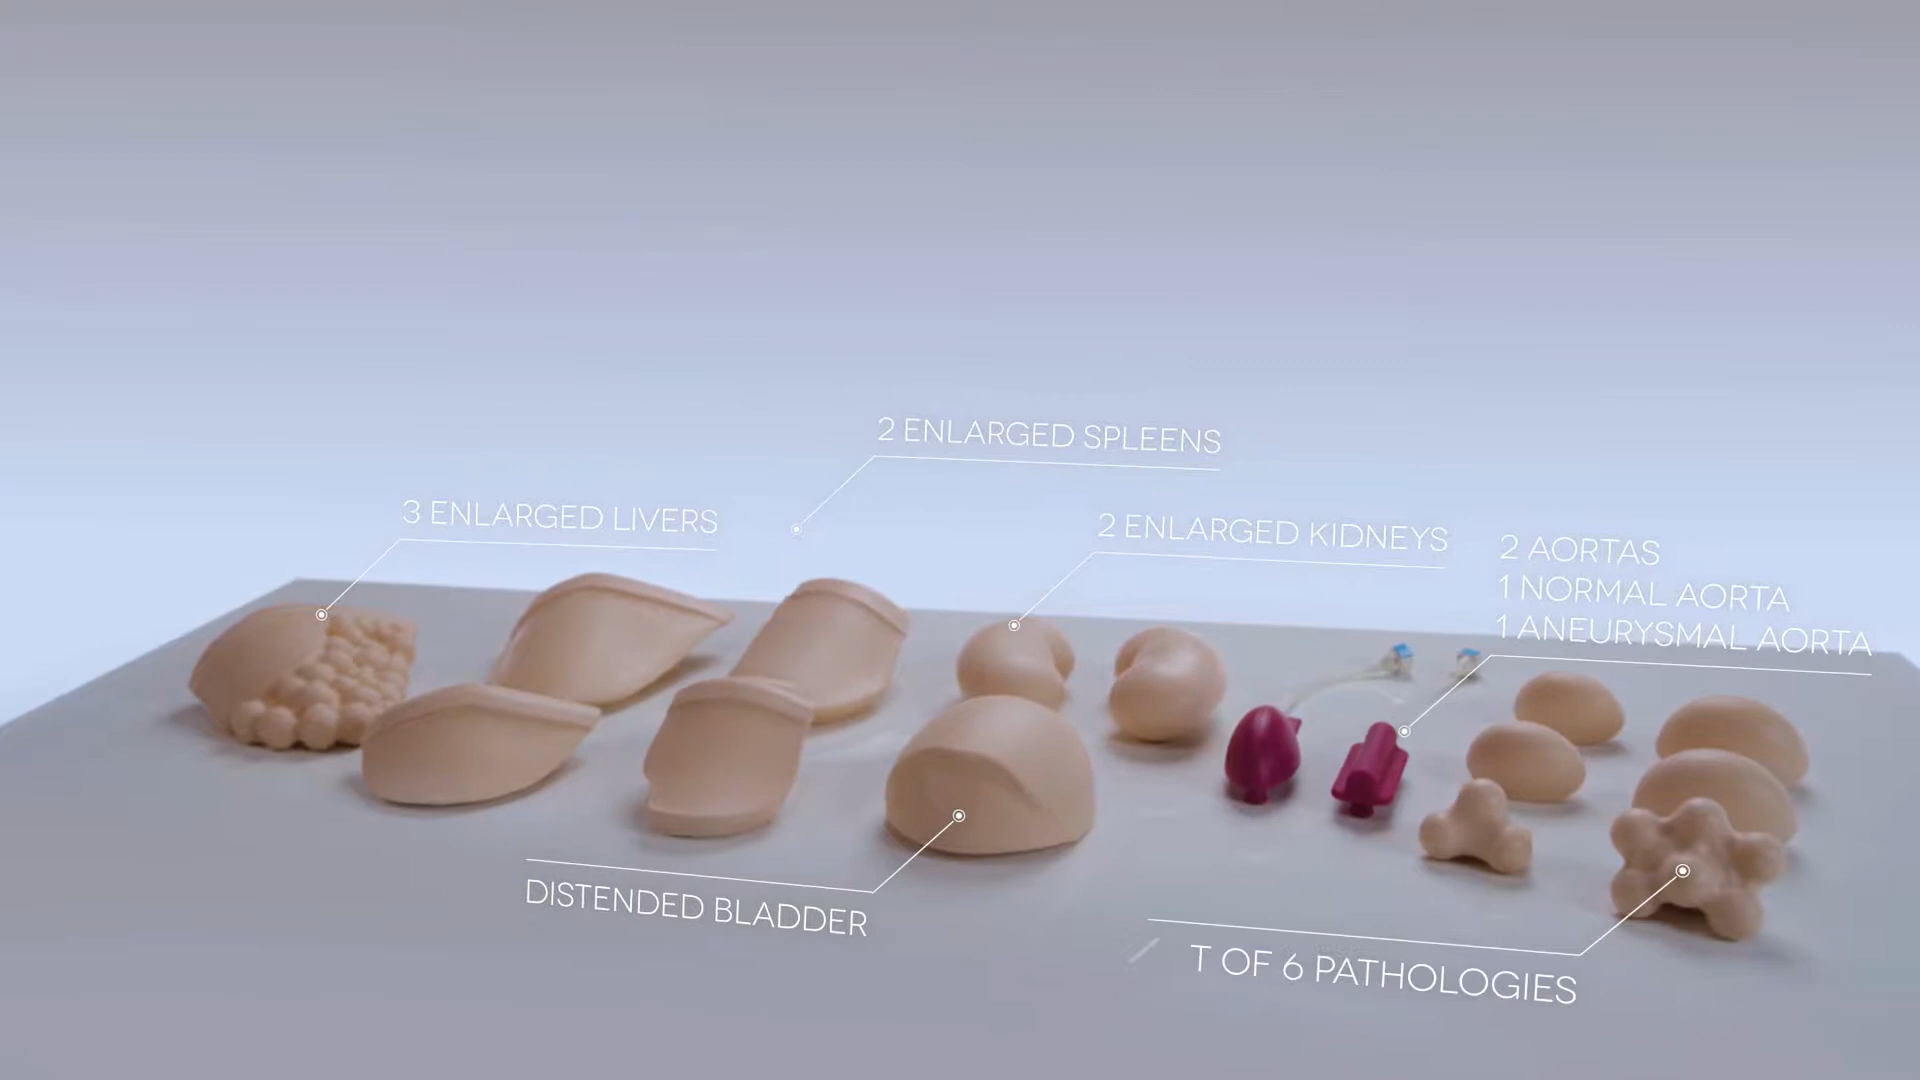 2 ENLARGED SPLEENS
3 ENLARGED LIVERS
2 ENLARGED KIDNEYS
2 AORTAS
1 NORMAL AORTA
1 ANEURYSMAL AORTA
DISTENDED BLADDER
T OF 6 PATHOLOGIES